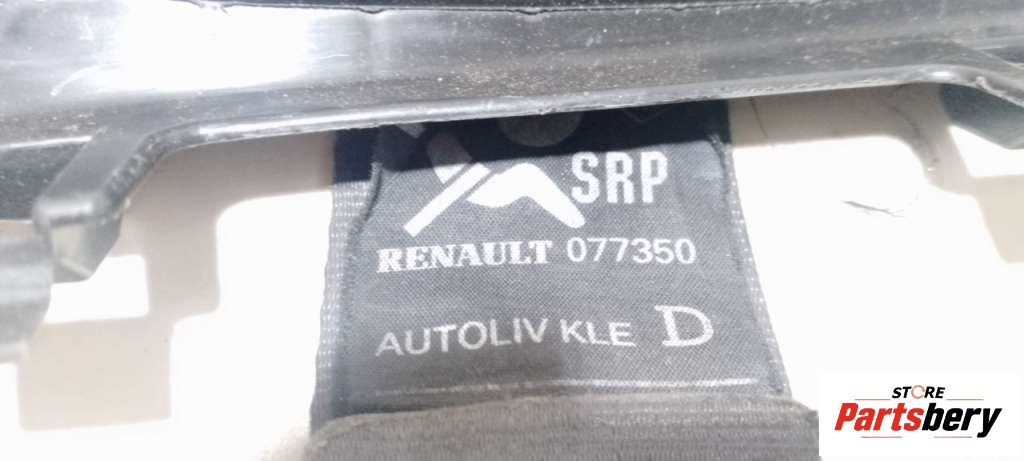 SRP
RENAULT 077350
AUTOLIV KLE D
STORE
Partsbery